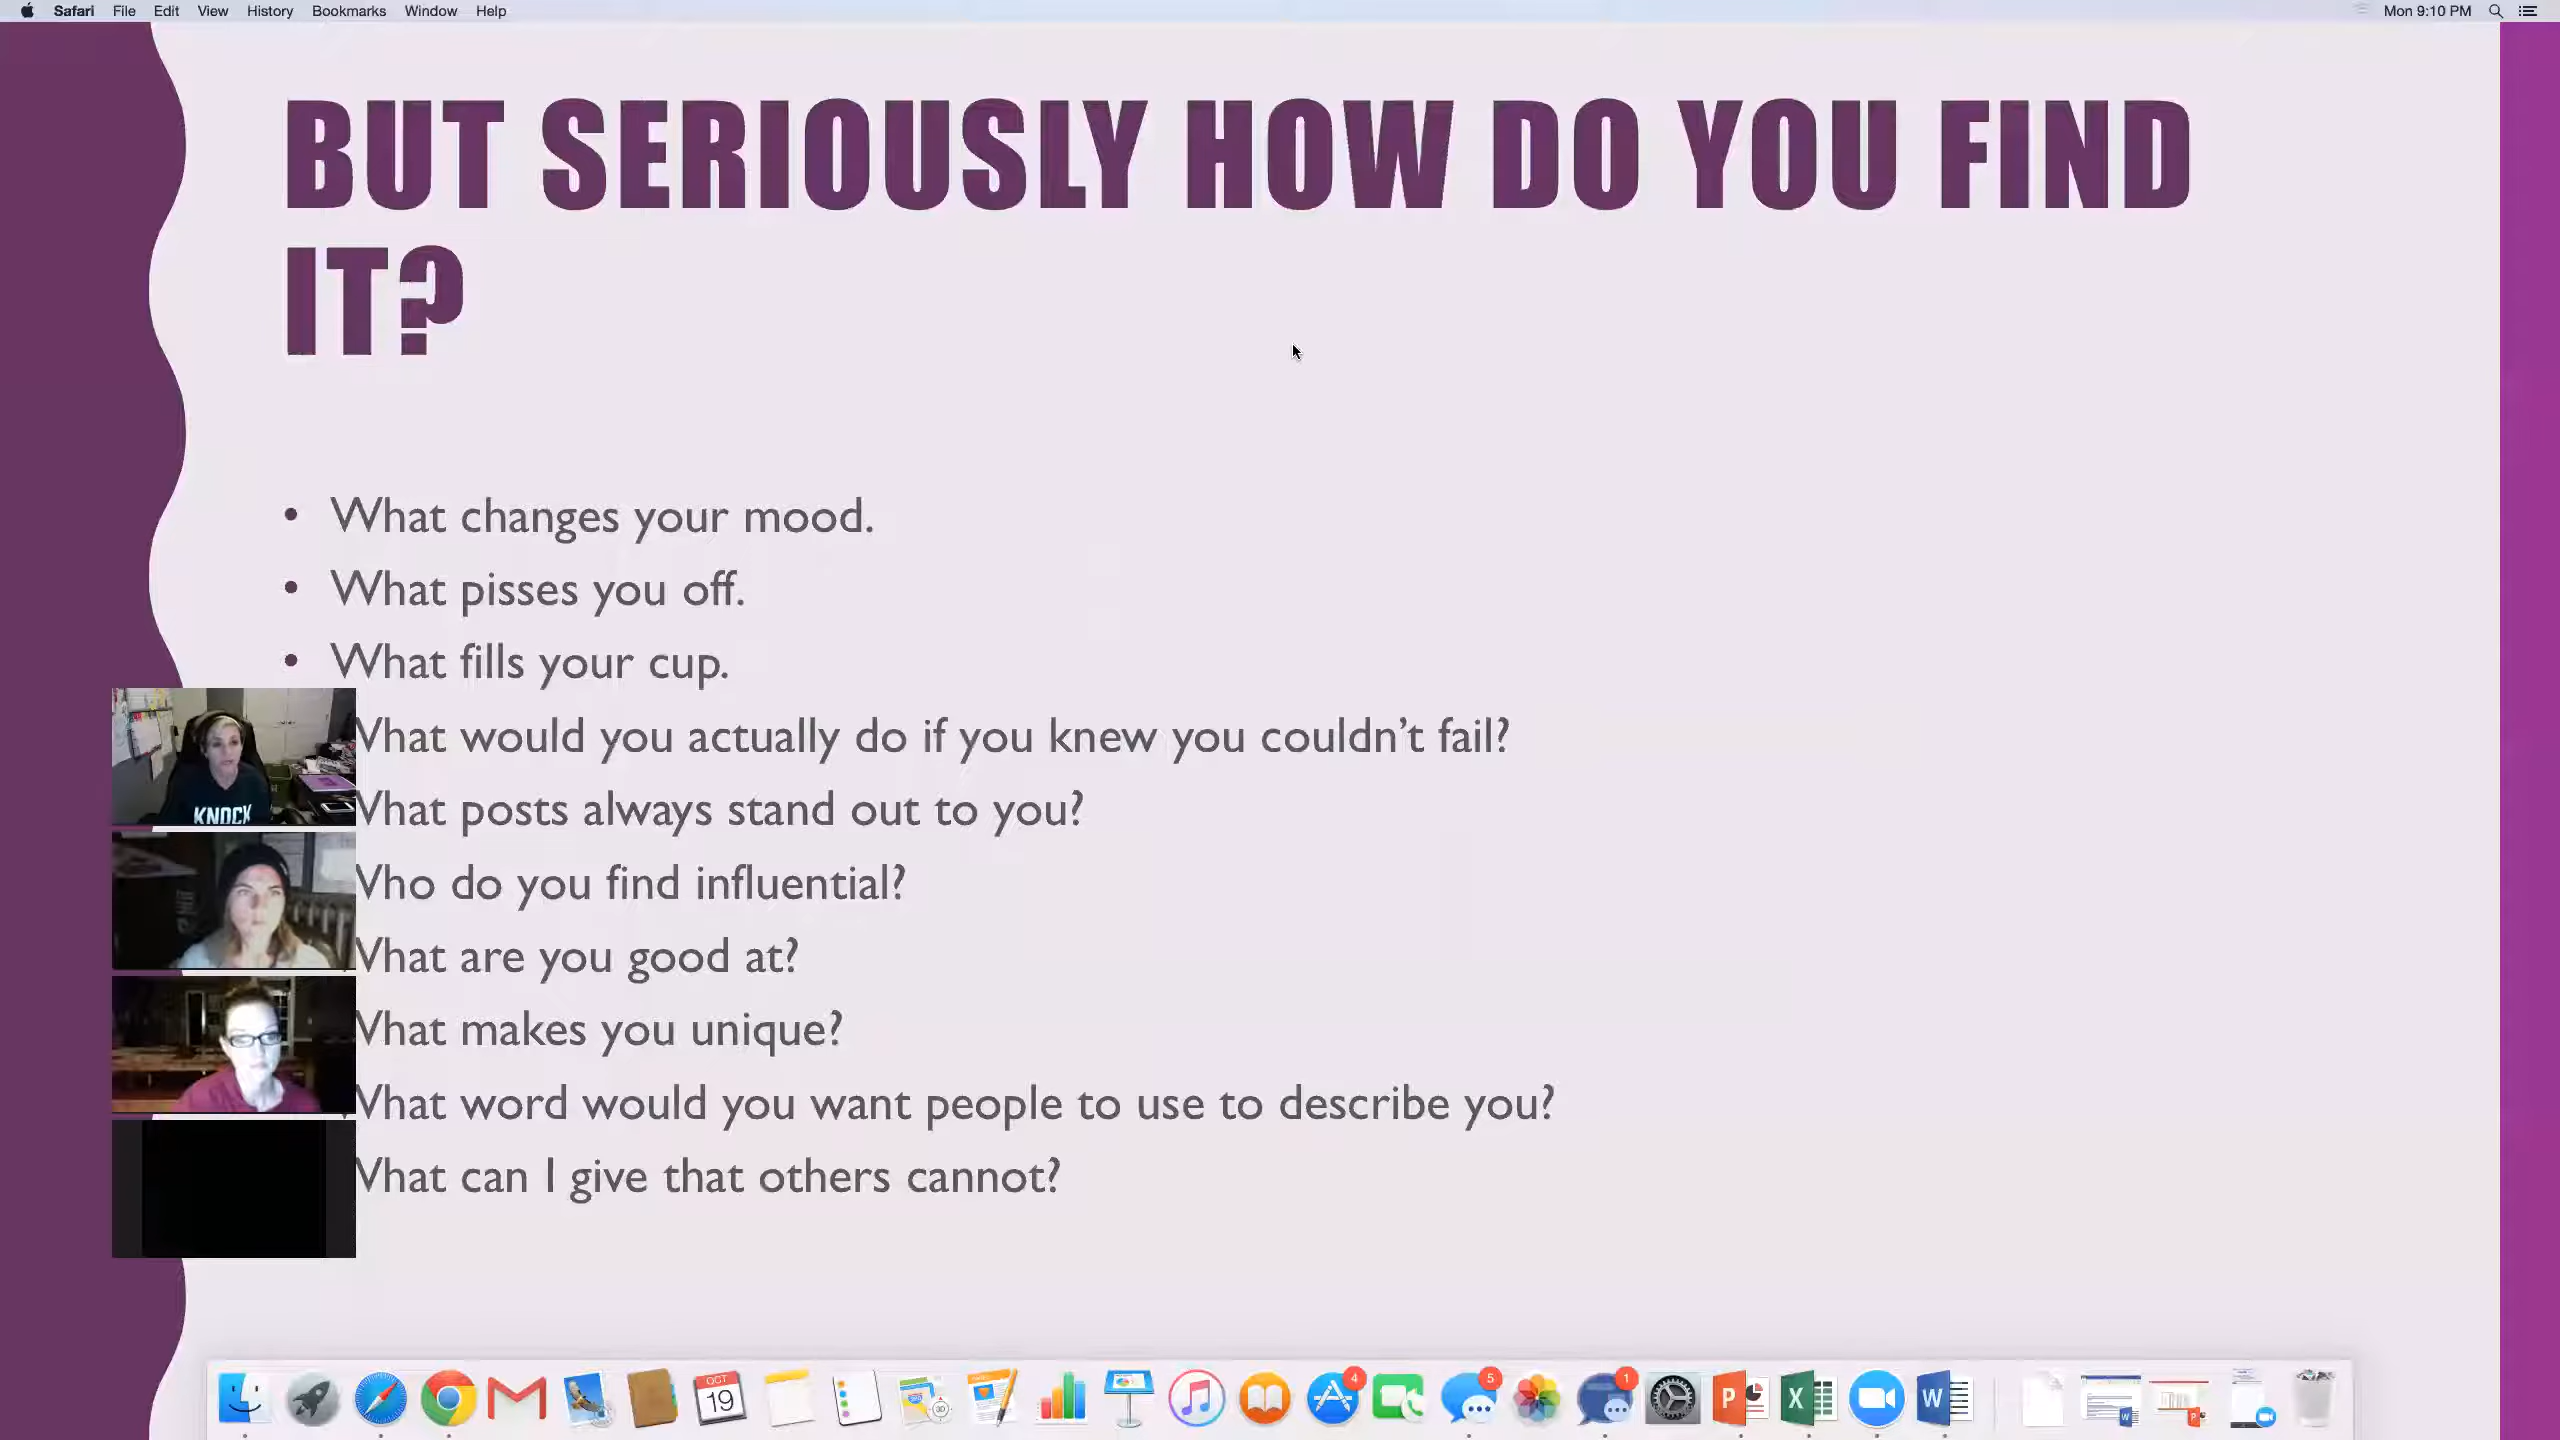 Safari File Edit View History Bookmarks Window Help Mon 9:10 PM
BUT SERIOUSLY HOW DO YOU FIND
IT?
• What changes your mood.
• What pisses you off.
• What fills your cup.
What would you actually do if you knew you couldn't fail?
What posts always stand out to you?
Who do you find influential?
What are you good at?
What makes you unique?
What word would you want people to use to describe you?
What can I give that others cannot?
KNOCK
OCT
19
4
5
1